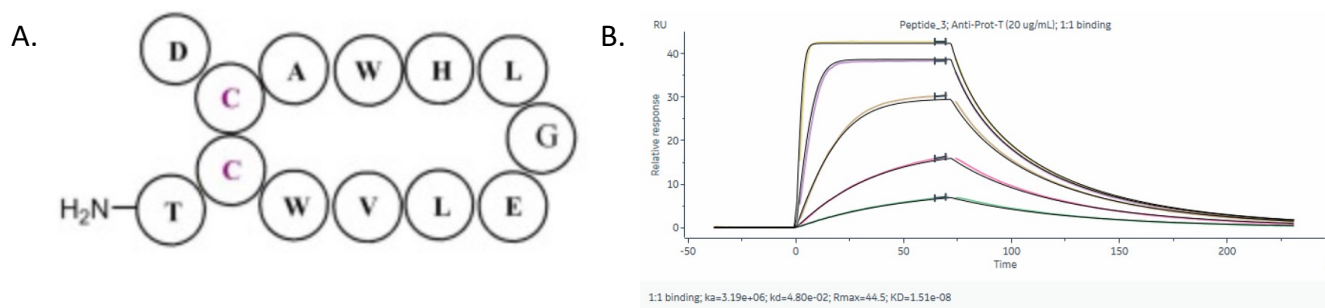 A.
D
C A W H L
G
C
H₂N T W V L E
B.
RU
Peptide_3; Anti-Prot-T (20 ug/mL); 1:1 binding
Relative response
40
30
20
10
0
-50 0 50 100 150 200
Time
1:1 binding; ka=3.19e+06; kd=4.80e-02; Rmax=44.5; KD=1.51e-08